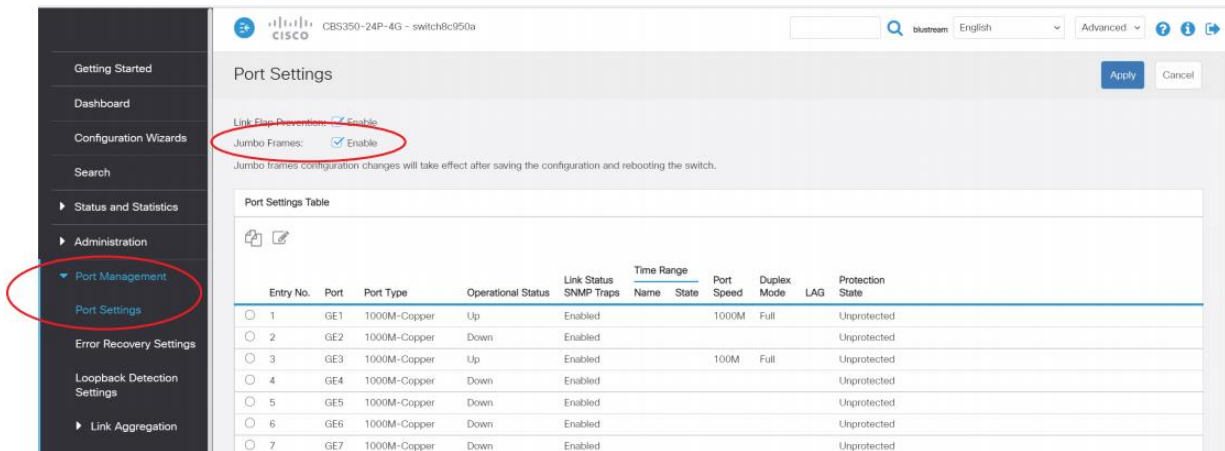 CISCO
CBS350-24P-4G - switch8c950a
blustream
English
Advanced
Getting Started
Dashboard
Configuration Wizards
Search
Status and Statistics
Administration
Port Management
Port Settings
Error Recovery Settings
Loopback Detection
Settings
Link Aggregation
Port Settings
Apply
Cancel
Link Flap Prevention: Enable
Jumbo Frames: Enable
Jumbo frames configuration changes will take effect after saving the configuration and rebooting the switch.
Port Settings Table
Entry No. Port Port Type Operational Status Link Status SNMP Traps Time Range Name State Port Speed Duplex Mode LAG Protection State
1 GE1 1000M-Copper Up Enabled 1000M Full Unprotected
2 GE2 1000M-Copper Down Enabled Unprotected
3 GE3 1000M-Copper Up Enabled 100M Full Unprotected
4 GE4 1000M-Copper Down Enabled Unprotected
5 GE5 1000M-Copper Down Enabled Unprotected
6 GE6 1000M-Copper Down Enabled Unprotected
7 GE7 1000M-Copper Down Enabled Unprotected